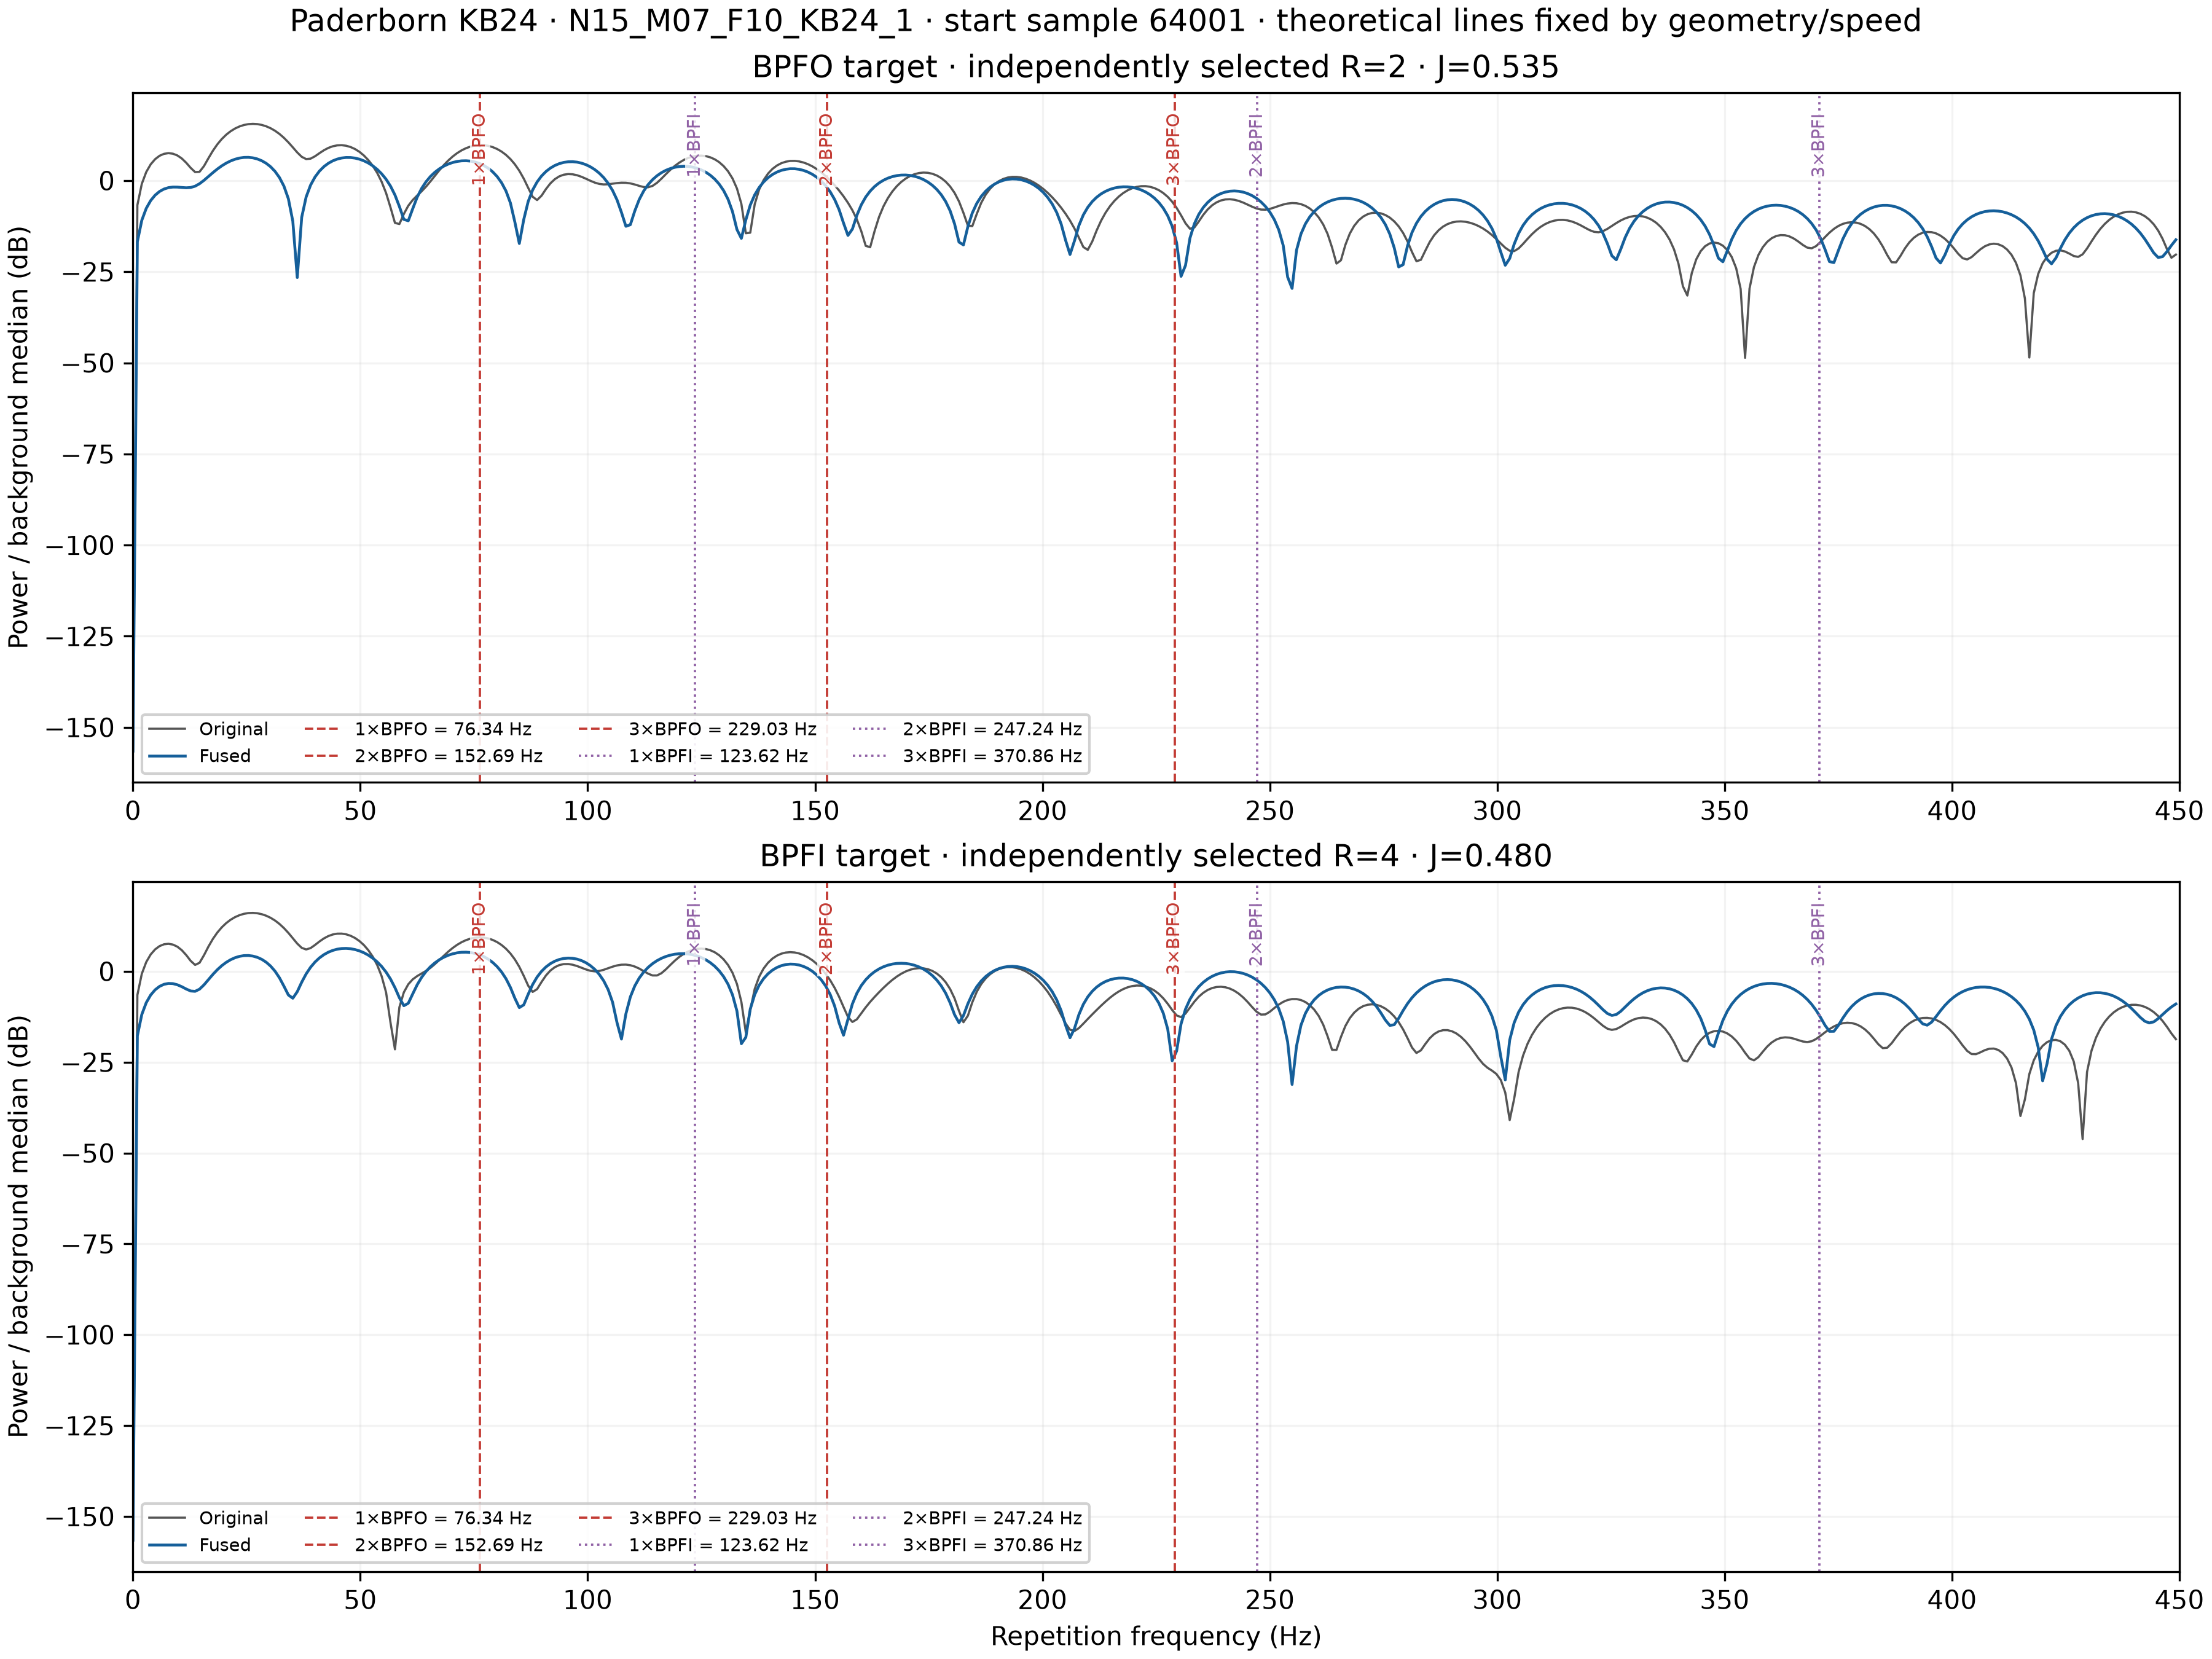 Paderborn KB24 · N15_M07_F10_KB24_1 · start sample 64001 · theoretical lines fixed by geometry/speed
BPFO target · independently selected R=2 · J=0.535
Power / background median (dB)
0
−25
−50
−75
−100
−125
−150
1×BPFO
1×BPFI
2×BPFO
3×BPFO
2×BPFI
3×BPFI
Original
Fused
1×BPFO = 76.34 Hz
2×BPFO = 152.69 Hz
3×BPFO = 229.03 Hz
1×BPFI = 123.62 Hz
2×BPFI = 247.24 Hz
3×BPFI = 370.86 Hz
0 50 100 150 200 250 300 350 400 450
BPFI target · independently selected R=4 · J=0.480
Power / background median (dB)
0
−25
−50
−75
−100
−125
−150
1×BPFO
1×BPFI
2×BPFO
3×BPFO
2×BPFI
3×BPFI
Original
Fused
1×BPFO = 76.34 Hz
2×BPFO = 152.69 Hz
3×BPFO = 229.03 Hz
1×BPFI = 123.62 Hz
2×BPFI = 247.24 Hz
3×BPFI = 370.86 Hz
0 50 100 150 200 250 300 350 400 450
Repetition frequency (Hz)